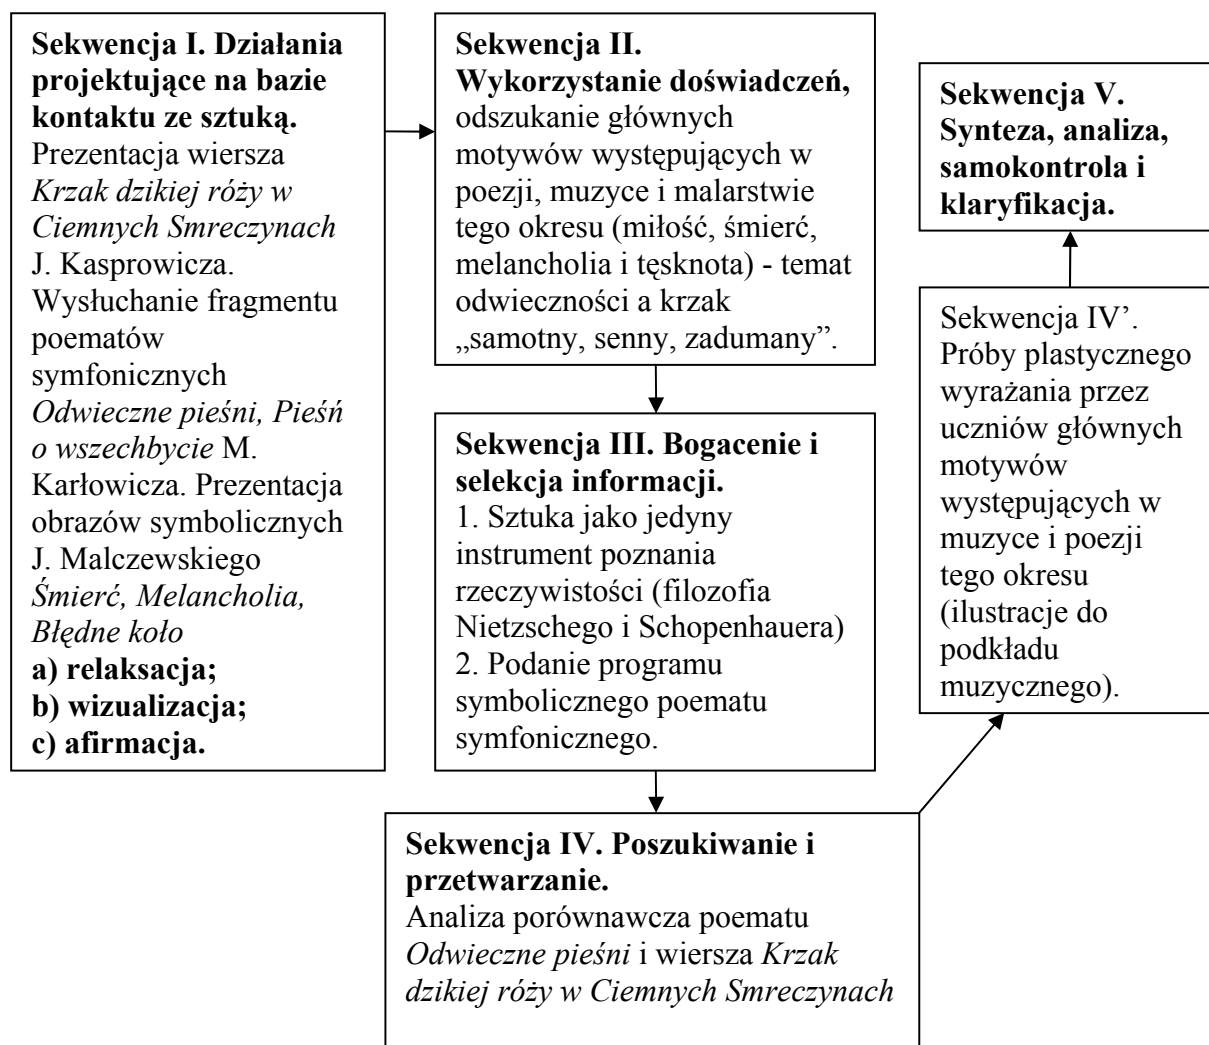 Sekwencja I. Działania
projektujące na bazie
kontaktu ze sztuką.
Prezentacja wiersza
Krzak dzikiej róży w
Ciemnych Smreczynach
J. Kasprowicza.
Wysłuchanie fragmentu
poematów
symfonicznych
Odwieczne pieśni, Pieśń
o wszechbycie M.
Karłowicza. Prezentacja
obrazów symbolicznych
J. Malczewskiego
Śmierć, Melancholia,
Błędne koło
a) relaksacja;
b) wizualizacja;
c) afirmacja.
Sekwencja II.
Wykorzystanie doświadczeń,
odszukanie głównych
motywów występujących w
poezji, muzyce i malarstwie
tego okresu (miłość, śmierć,
melancholia i tęsknota) - temat
odwieczności a krzak
„samotny, senny, zadumany”.
Sekwencja III. Bogacenie i
selekcja informacji.
1. Sztuka jako jedyny
instrument poznania
rzeczywistości (filozofia
Nietzschego i Schopenhauera)
2. Podanie programu
symbolicznego poematu
symfonicznego.
Sekwencja IV. Poszukiwanie i
przetwarzanie.
Analiza porównawcza poematu
Odwieczne pieśni i wiersza Krzak
dzikiej róży w Ciemnych Smreczynach
Sekwencja IV’.
Próby plastycznego
wyrażania przez
uczniów głównych
motywów
występujących w
muzyce i poezji
tego okresu
(ilustracje do
podkładu
muzycznego).
Sekwencja V.
Synteza, analiza,
samokontrola i
klaryfikacja.